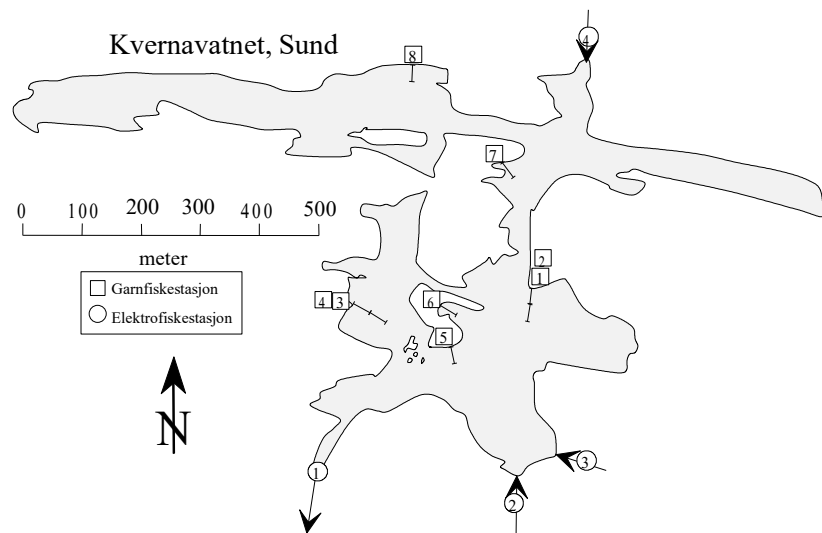 Kvernavatnet, Sund
8
4
7
0 100 200 300 400 500
meter
Garnfiskestasjon
Elektrofiskestasjon
2
1
4 3
6
5
N
1
3
2